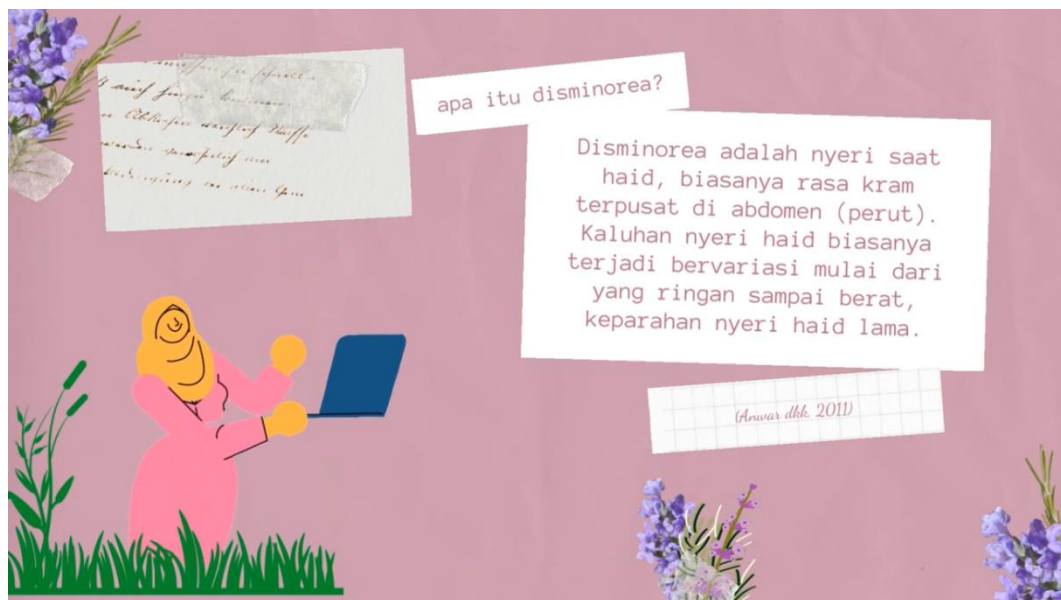 apa itu disminorea?
Disminorea adalah nyeri saat
haid, biasanya rasa kram
terpusat di abdomen (perut).
Kaluhan nyeri haid biasanya
terjadi bervariasi mulai dari
yang ringan sampai berat,
keparahan nyeri haid lama.
(Anwar dkk. 2011)